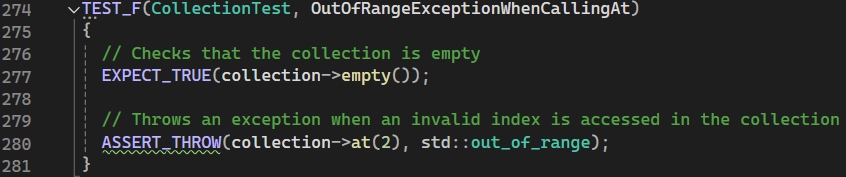 274 TEST_F(CollectionTest, OutOfRangeExceptionWhenCallingAt)
275 {
276 // Checks that the collection is empty
277 EXPECT_TRUE(collection->empty());
278
279 // Throws an exception when an invalid index is accessed in the collection
280 ASSERT_THROW(collection->at(2), std::out_of_range);
281 }